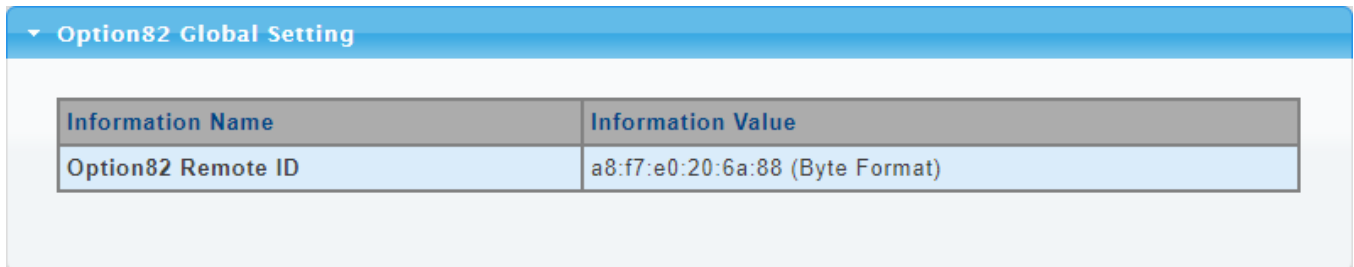 Option82 Global Setting
Information Name Information Value
Option82 Remote ID a8:f7:e0:20:6a:88 (Byte Format)